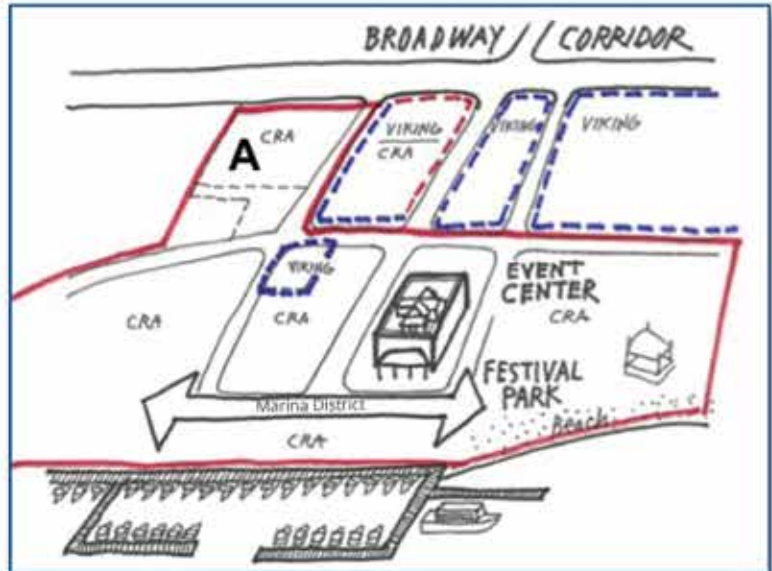 BROADWAY CORRIDOR
A
CRA
VIKING
CRA
VIKING
VIKING
VIKING
CRA
CRA
EVENT
CENTER
CRA
FESTIVAL
PARK
Marina District
Beach
CRA